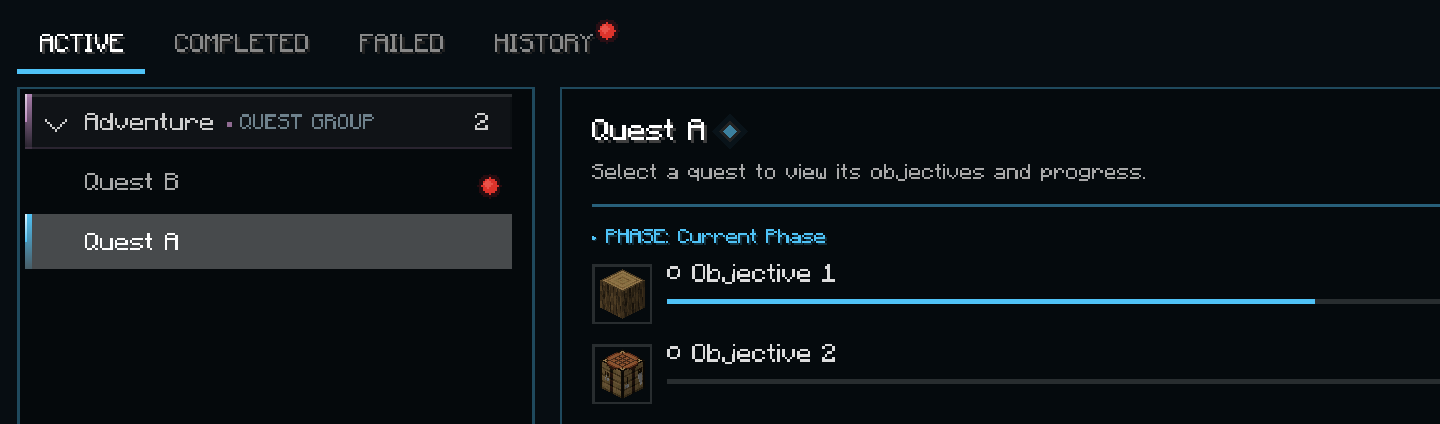 ACTIVE COMPLETED FAILED HISTORY
Adventure ▪ QUEST GROUP 2
Quest B
Quest A
Quest A
Select a quest to view its objectives and progress.
▪ PHASE: Current Phase
Objective 1
Objective 2